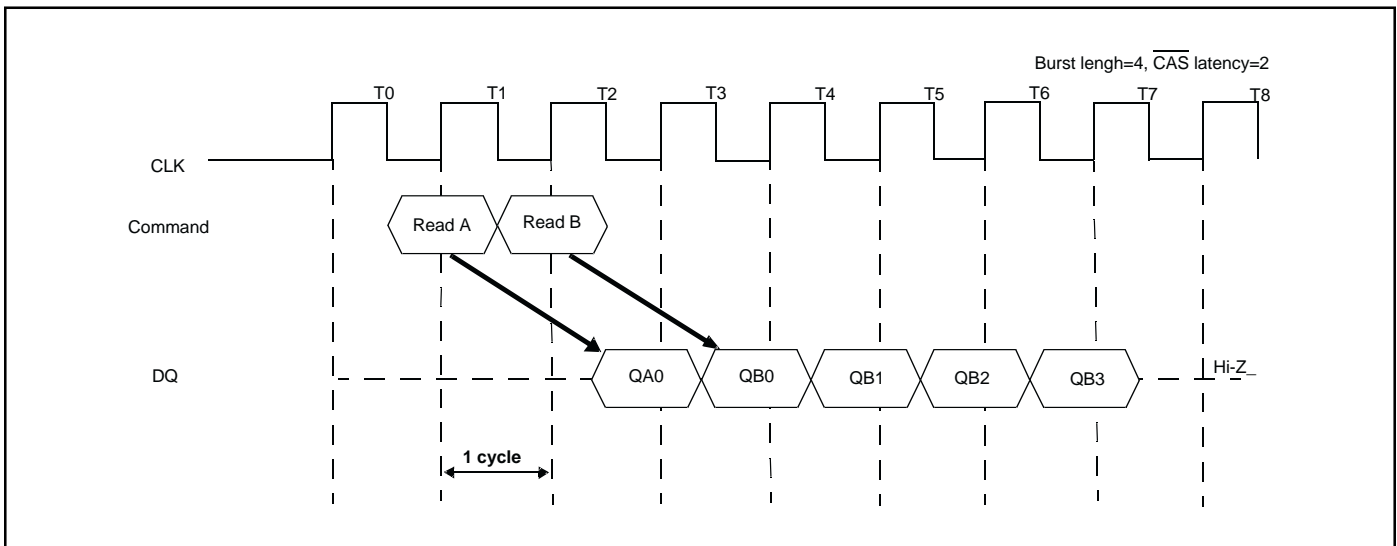 Burst lengh=4, CAS latency=2
T0 T1 T2 T3 T4 T5 T6 T7 T8
CLK
Command
Read A
Read B
DQ
QA0
QB0
QB1
QB2
QB3
Hi-Z_
1 cycle